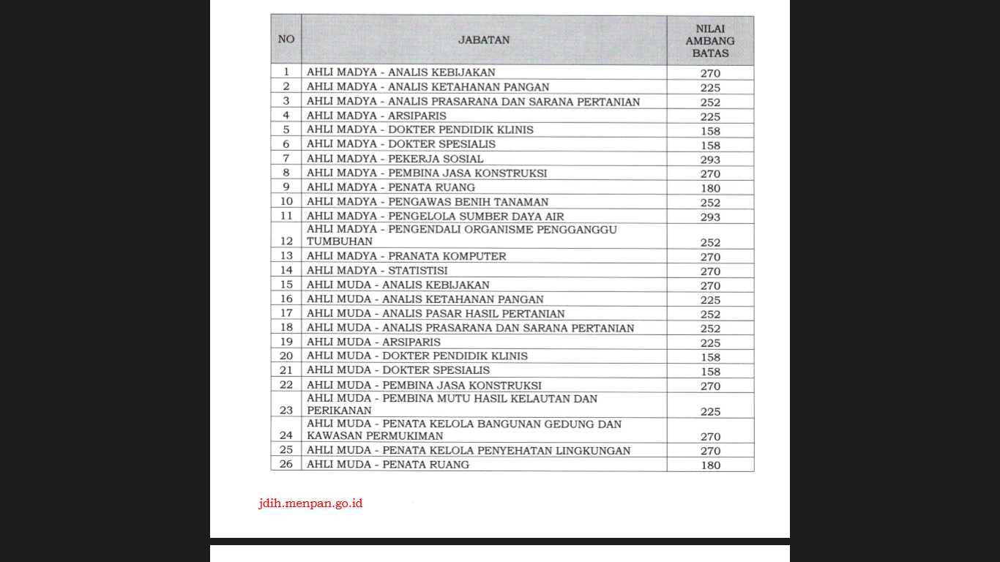 NO JABATAN NILAI
AMBANG
BATAS
1 AHLI MADYA - ANALIS KEBIJAKAN 270
2 AHLI MADYA - ANALIS KETAHANAN PANGAN 225
3 AHLI MADYA - ANALIS PRASARANA DAN SARANA PERTANIAN 252
4 AHLI MADYA - ARSIPARIS 225
5 AHLI MADYA - DOKTER PENDIDIK KLINIS 158
6 AHLI MADYA - DOKTER SPESIALIS 158
7 AHLI MADYA - PEKERJA SOSIAL 293
8 AHLI MADYA - PEMBINA JASA KONSTRUKSI 270
9 AHLI MADYA - PENATA RUANG 180
10 AHLI MADYA - PENGAWAS BENIH TANAMAN 252
11 AHLI MADYA - PENGELOLA SUMBER DAYA AIR 293
AHLI MADYA - PENGENDALI ORGANISME PENGGANGGU
12 TUMBUHAN 252
13 AHLI MADYA - PRANATA KOMPUTER 270
14 AHLI MADYA - STATISTISI 270
15 AHLI MUDA - ANALIS KEBIJAKAN 270
16 AHLI MUDA - ANALIS KETAHANAN PANGAN 225
17 AHLI MUDA - ANALIS PASAR HASIL PERTANIAN 252
18 AHLI MUDA - ANALIS PRASARANA DAN SARANA PERTANIAN 252
19 AHLI MUDA - ARSIPARIS 225
20 AHLI MUDA - DOKTER PENDIDIK KLINIS 158
21 AHLI MUDA - DOKTER SPESIALIS 158
22 AHLI MUDA - PEMBINA JASA KONSTRUKSI 270
AHLI MUDA - PEMBINA MUTU HASIL KELAUTAN DAN
23 PERIKANAN 225
AHLI MUDA - PENATA KELOLA BANGUNAN GEDUNG DAN
24 KAWASAN PERMUKIMAN 270
25 AHLI MUDA - PENATA KELOLA PENYEHATAN LINGKUNGAN 270
26 AHLI MUDA - PENATA RUANG 180
jdih.menpan.go.id